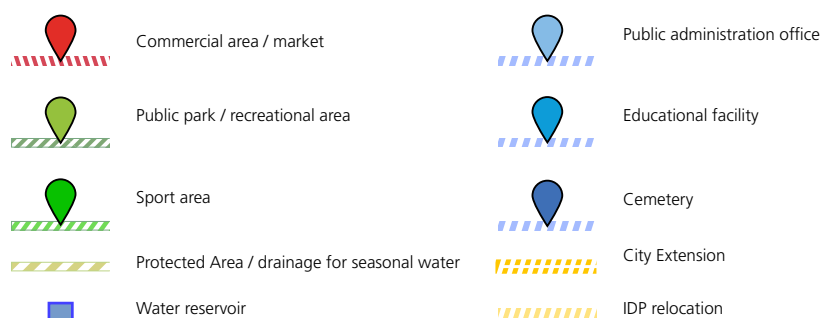 Commercial area / market
Public park / recreational area
Sport area
Protected Area / drainage for seasonal water
Water reservoir
Public administration office
Educational facility
Cemetery
City Extension
IDP relocation